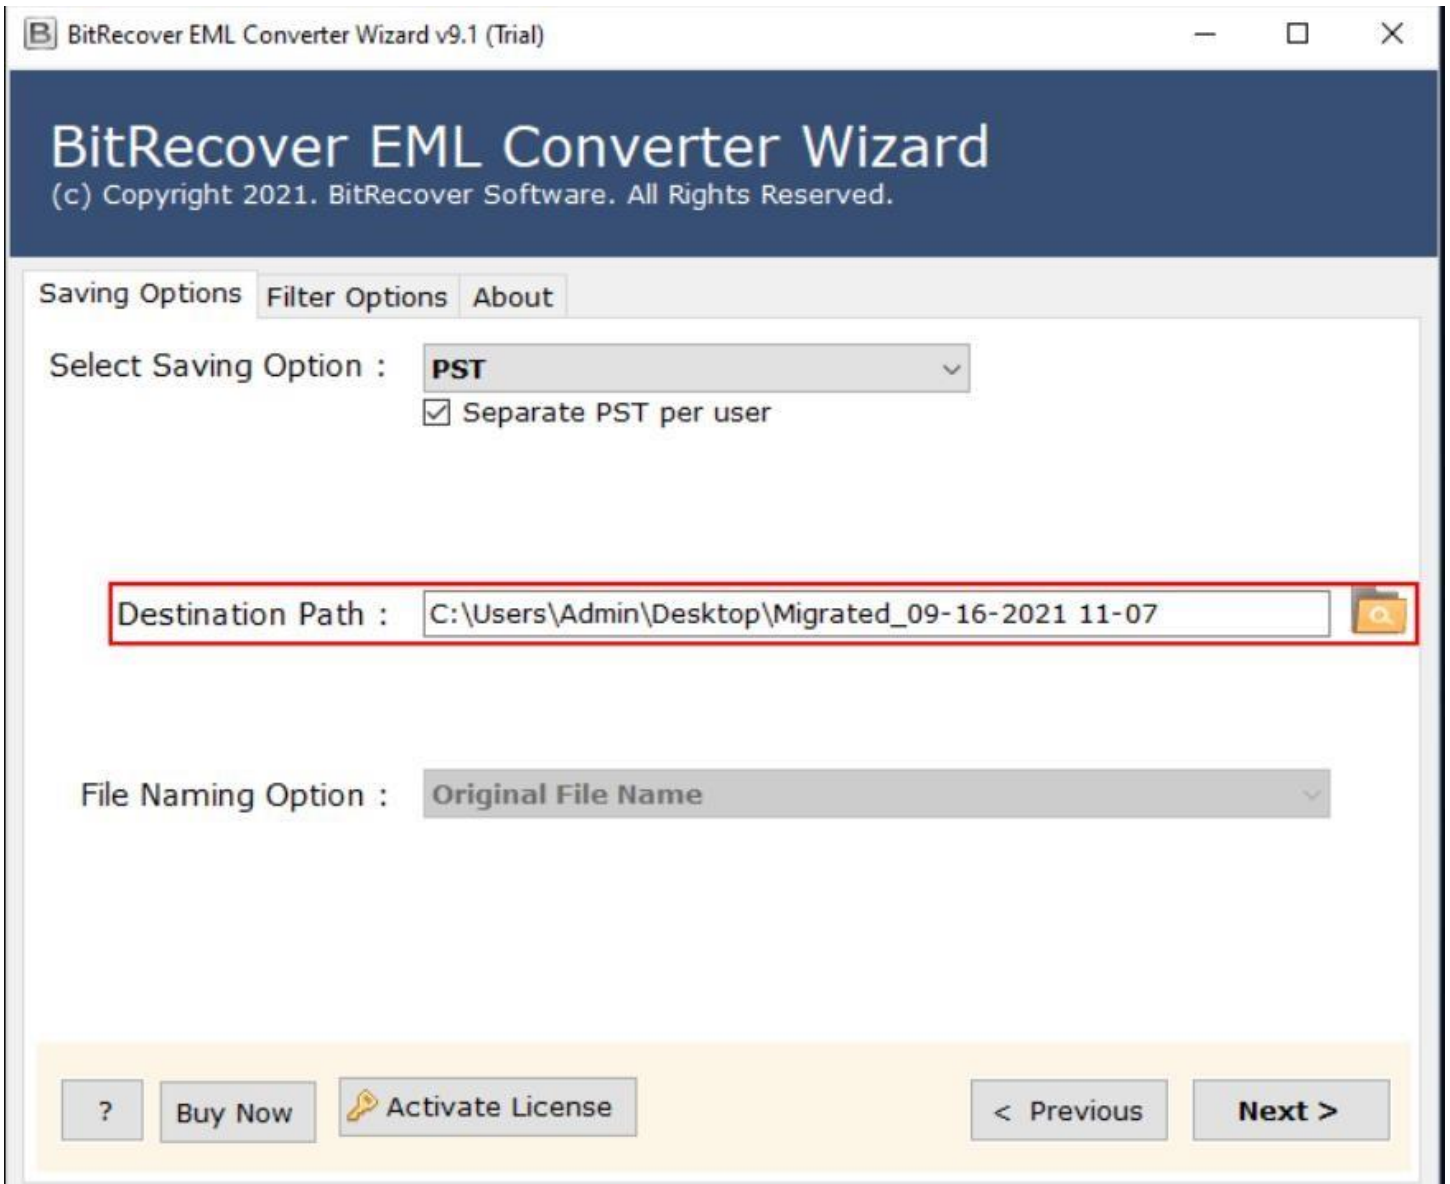 BitRecover EML Converter Wizard v9.1 (Trial)
BitRecover EML Converter Wizard
(c) Copyright 2021. BitRecover Software. All Rights Reserved.
Saving Options Filter Options About
Select Saving Option : PST
Separate PST per user
Destination Path : C:\Users\Admin\Desktop\Migrated_09-16-2021 11-07
File Naming Option : Original File Name
? Buy Now Activate License < Previous Next >